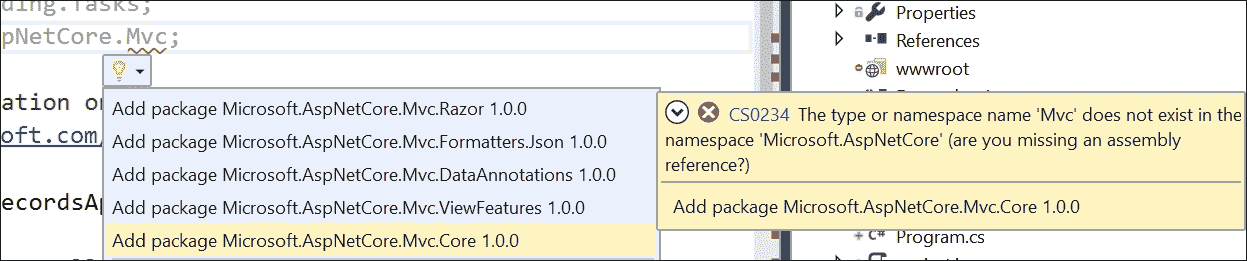 ding.Tasks;
pNetCore.Mvc;
ation or
soft.com/
ecordsAp
Add package Microsoft.AspNetCore.Mvc.Razor 1.0.0
Add package Microsoft.AspNetCore.Mvc.Formatters.Json 1.0.0
Add package Microsoft.AspNetCore.Mvc.DataAnnotations 1.0.0
Add package Microsoft.AspNetCore.Mvc.ViewFeatures 1.0.0
Add package Microsoft.AspNetCore.Mvc.Core 1.0.0
Properties
References
wwwroot
CS0234 The type or namespace name 'Mvc' does not exist in the
namespace 'Microsoft.AspNetCore' (are you missing an assembly
reference?)
Add package Microsoft.AspNetCore.Mvc.Core 1.0.0
C# Program.cs